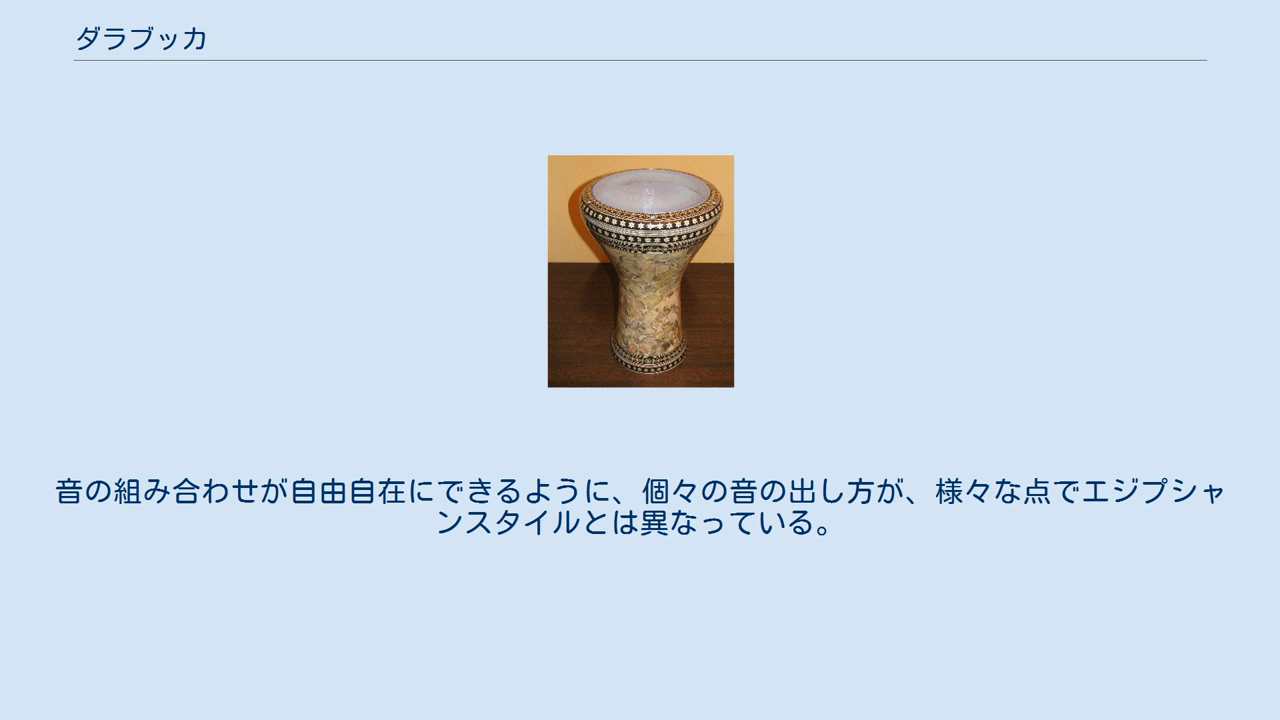 ダラブッカ
音の組み合わせが自由自在にできるように、個々の音の出し方が、様々な点でエジプシャ
ンスタイルとは異なっている。